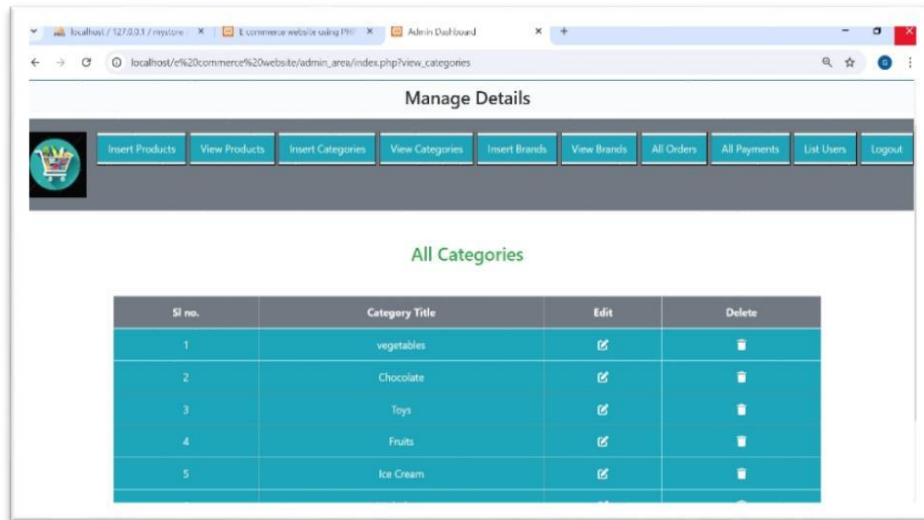 localhost / 127.0.0.1 / mystore E commerce website using PHP Admin Dashboard
localhost/e%20commerce%20website/admin_area/index.php?view_categories
Manage Details
Insert Products View Products Insert Categories View Categories Insert Brands View Brands All Orders All Payments List Users Logout
All Categories
Sl no. Category Title Edit Delete
1 vegetables
2 Chocolate
3 Toys
4 Fruits
5 Ice Cream